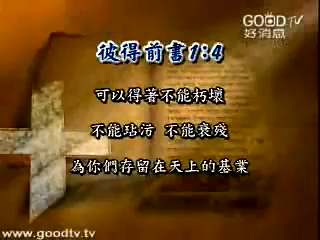 GOODTV
好消息
彼得前書1:4
可以得著不能朽壞
不能玷污 不能衰殘
為你們存留在天上的基業
www.goodtv.tv